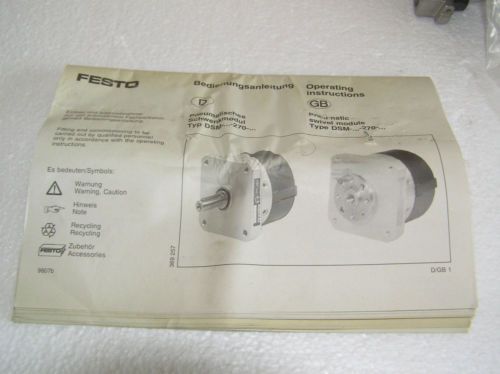 FESTO
Bedienungsanleitung
Operating
instructions
D
GB
Pneumatisches
Schwenkmodul
Typ DSM-...-270-...
Pneumatic
swivel module
Type DSM-...-270-...
Fitting and commissioning to be
carried out by qualified personnel
only in accordance with the operating
instructions.
Es bedeuten/Symbols:
Warnung
Warning, Caution
Hinweis
Note
Recycling
Recycling
FESTO
Zubehör
Accessories
9607b
369 257
D/GB 1